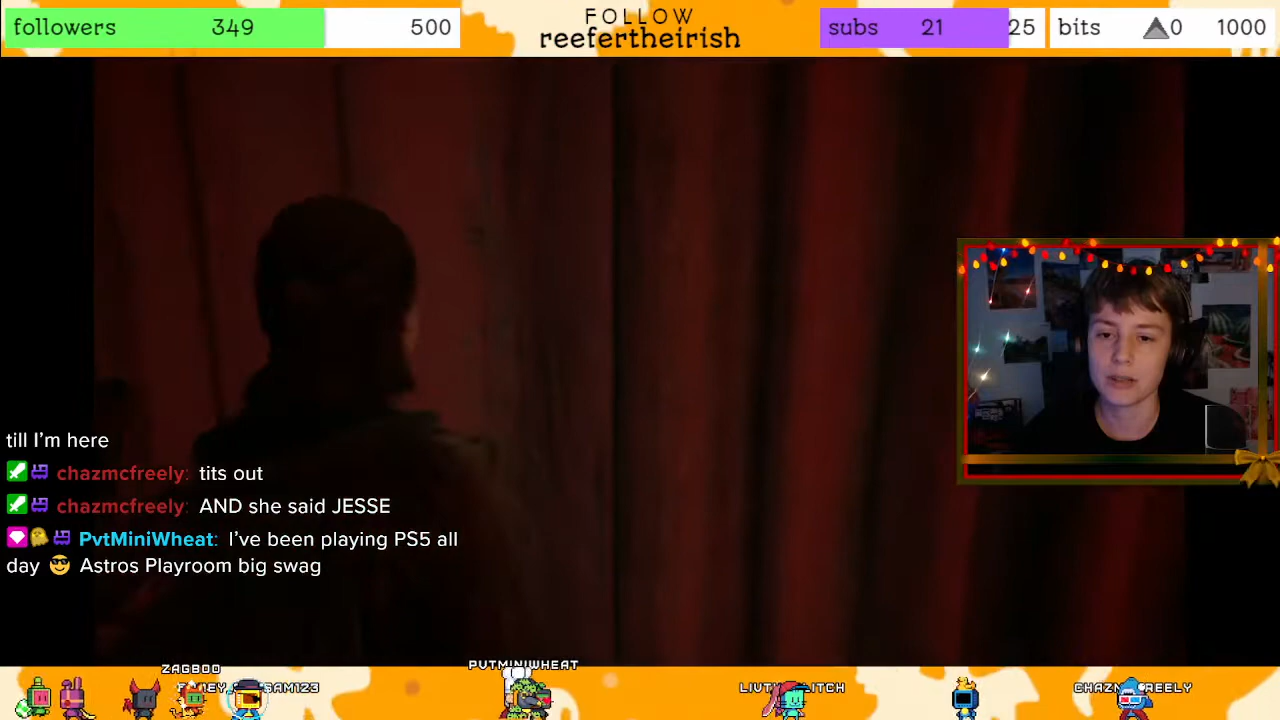 followers 349 500
FOLLOW
reefertheirish
subs 21 25
bits 0 1000
till I'm here
chazmcfreely: tits out
chazmcfreely: AND she said JESSE
PvtMiniWheat: I've been playing PS5 all
day 😎 Astros Playroom big swag
ZAGBOO
PVTMINIWHEAT